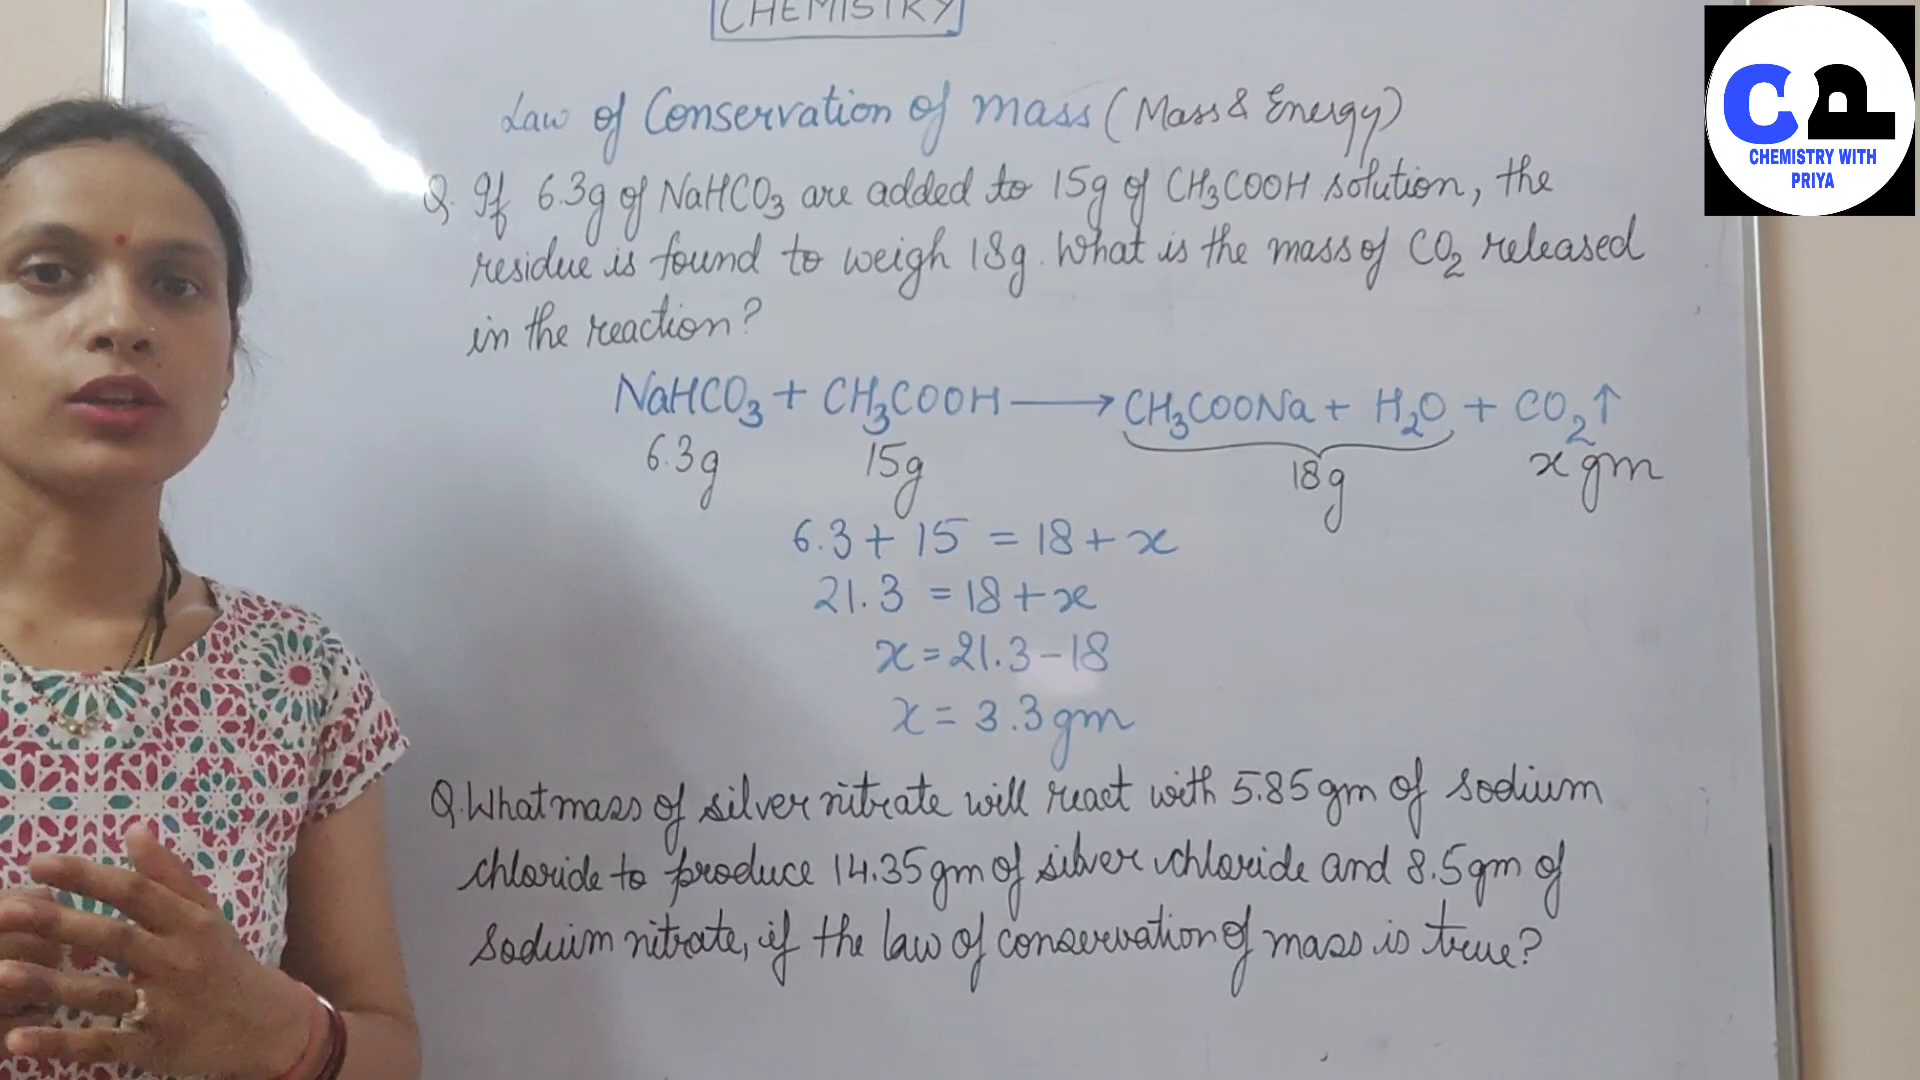 CHEMISTRY
CP
CHEMISTRY WITH
PRIYA
Law of Conservation of mass (Mass & Energy)
Q. If 6.3g of NaHCO3 are added to 15g of CH3COOH solution, the
residue is found to weigh 18g. What is the mass of CO2 released
in the reaction?
NaHCO3 + CH3COOH ⟶ CH3COONa + H2O + CO2↑
6.3g 15g 18g x gm
6.3 + 15 = 18 + x
21.3 = 18 + x
x = 21.3 - 18
x = 3.3 gm
Q. What mass of silver nitrate will react with 5.85 gm of sodium
chloride to produce 14.35 gm of silver chloride and 8.5 gm of
Soduim nitrate, if the law of conservation of mass is true?